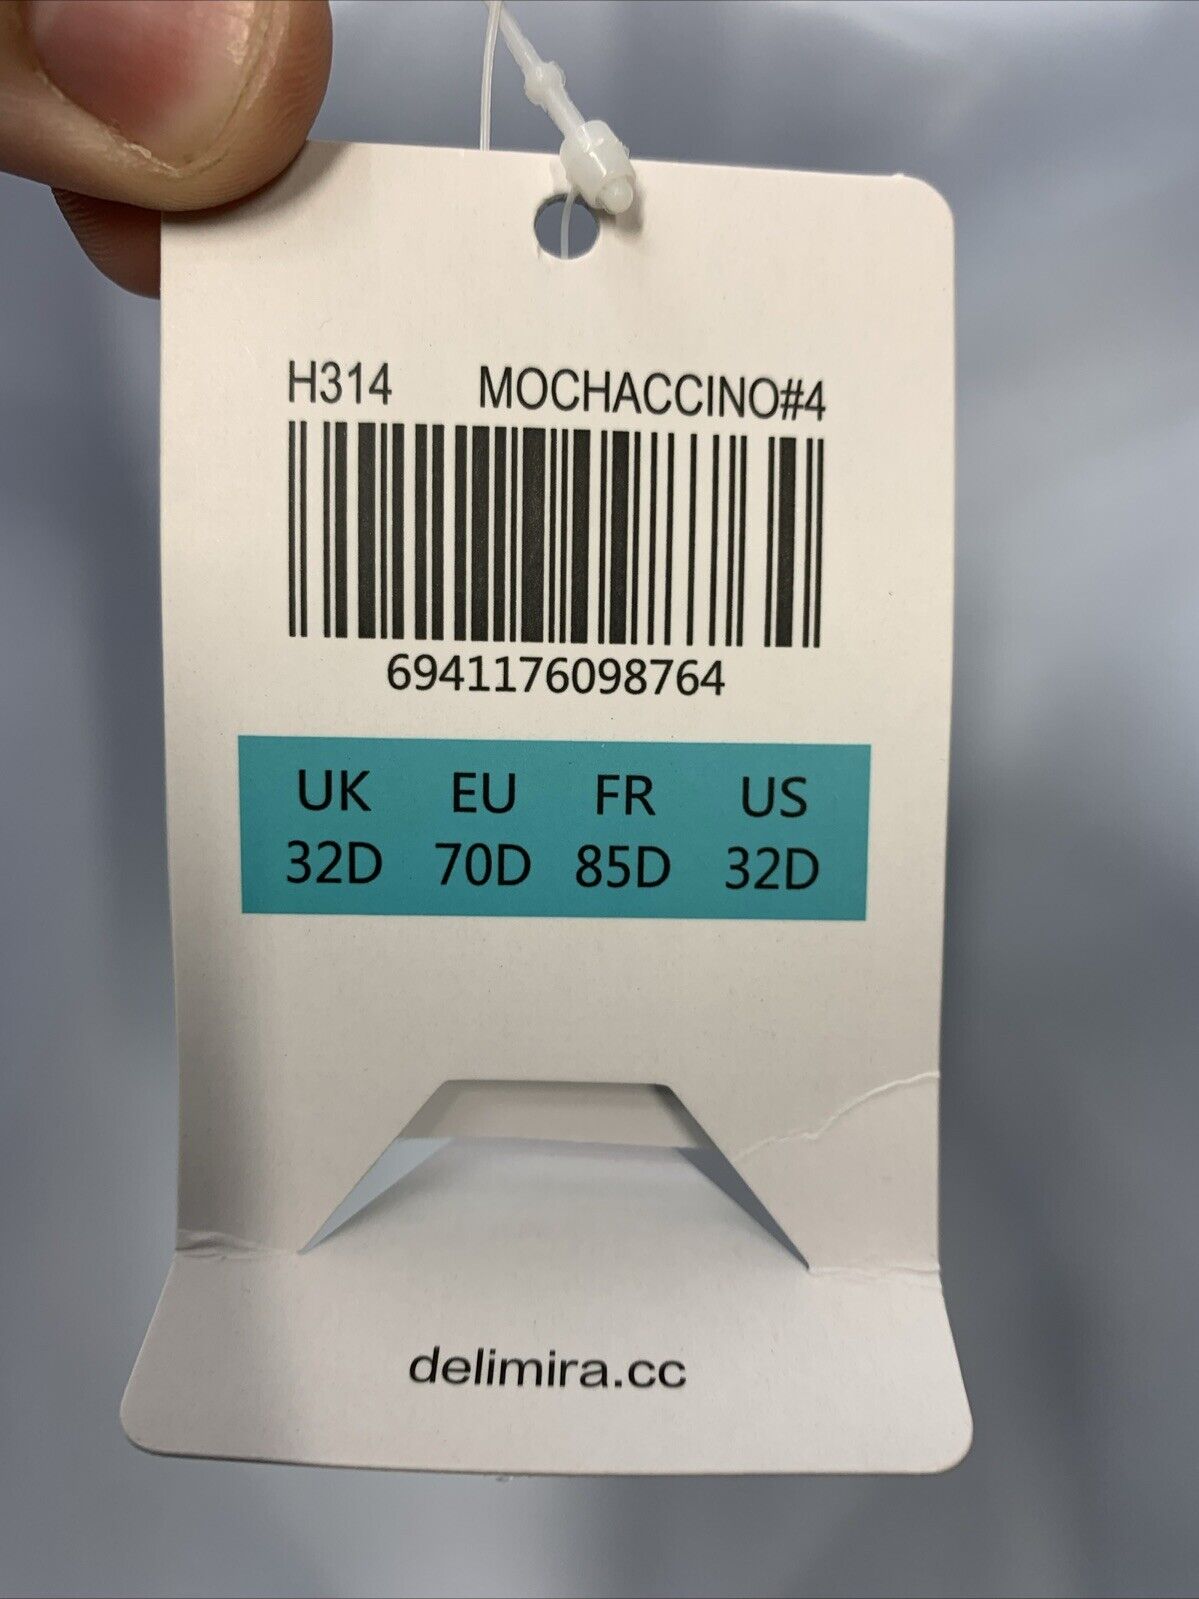 H314 MOCHACCINO#4
6941176098764
UK EU FR US
32D 70D 85D 32D
delimira.cc